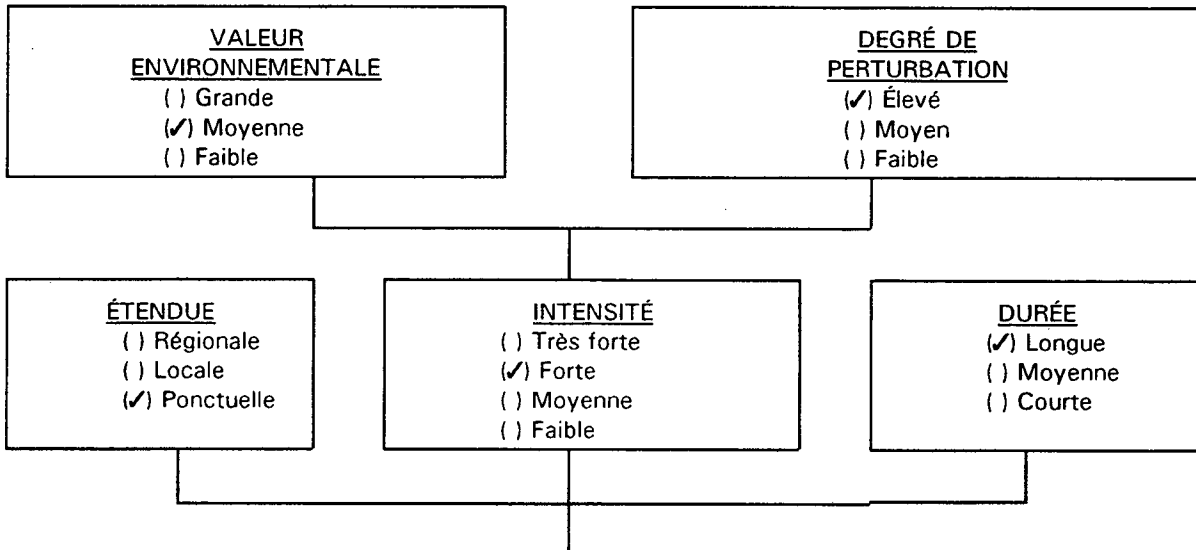 VALEUR
ENVIRONNEMENTALE
( ) Grande
(✓) Moyenne
( ) Faible
DEGRÉ DE
PERTURBATION
(✓) Élevé
( ) Moyen
( ) Faible
ÉTENDUE
( ) Régionale
( ) Locale
(✓) Ponctuelle
INTENSITÉ
( ) Très forte
(✓) Forte
( ) Moyenne
( ) Faible
DURÉE
(✓) Longue
( ) Moyenne
( ) Courte